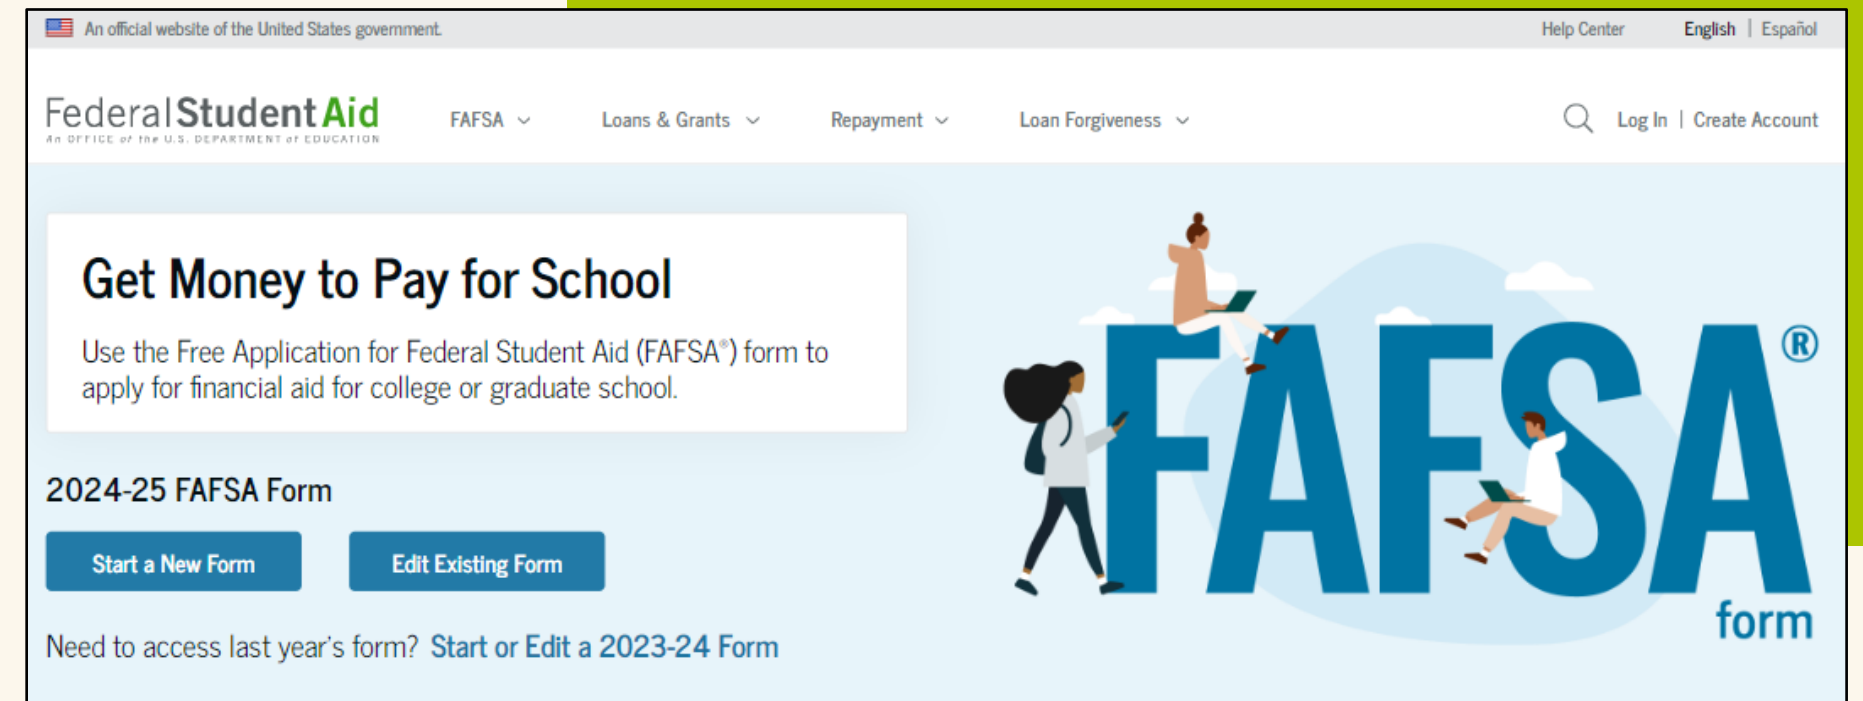 An official website of the United States government.
Help Center English | Español
Federal Student Aid
An OFFICE of the U.S. DEPARTMENT of EDUCATION
FAFSA Loans & Grants Repayment Loan Forgiveness
Log In | Create Account
Get Money to Pay for School
Use the Free Application for Federal Student Aid (FAFSA®) form to
apply for financial aid for college or graduate school.
FAFSA®
form
2024-25 FAFSA Form
Start a New Form Edit Existing Form
Need to access last year's form? Start or Edit a 2023-24 Form